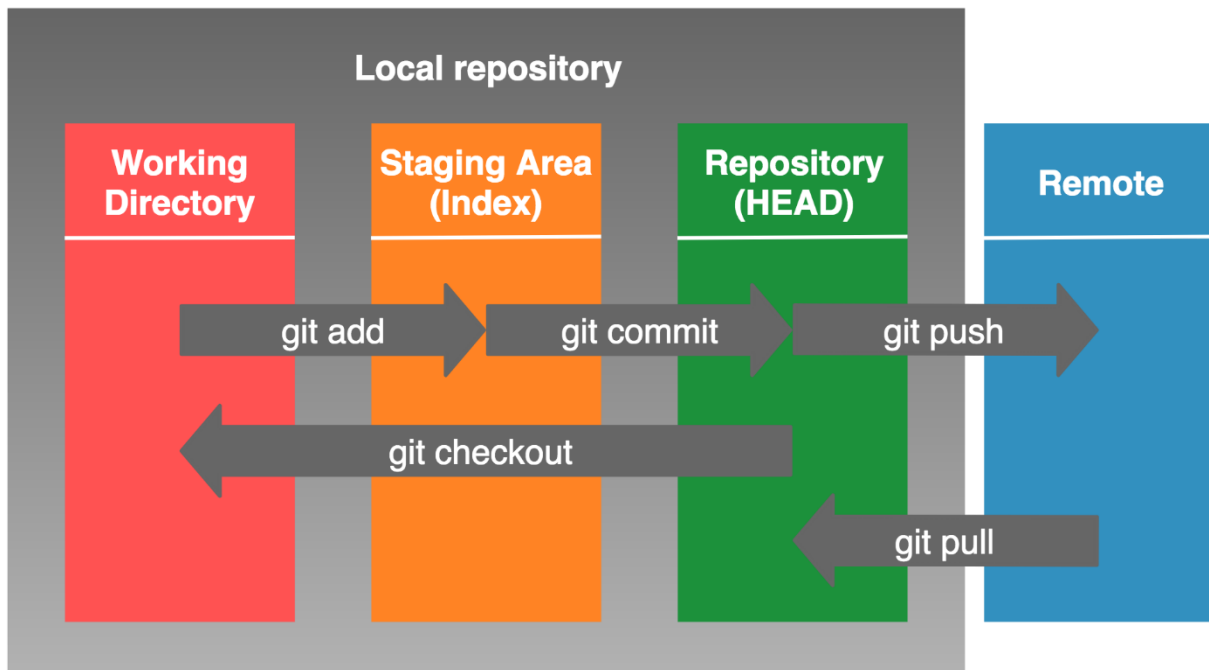 Local repository
Working
Directory
Staging Area
(Index)
Repository
(HEAD)
Remote
git add
git commit
git push
git checkout
git pull